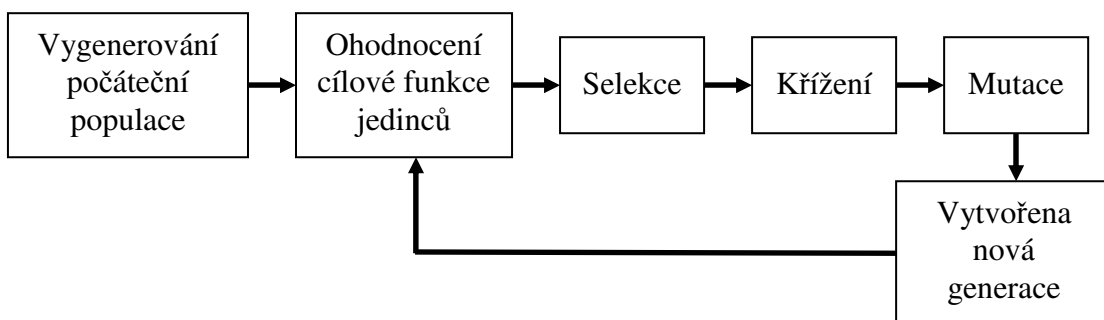 Vygenerování
počáteční
populace
Ohodnocení
cílové funkce
jedinců
Selekce
Křížení
Mutace
Vytvořena
nová
generace